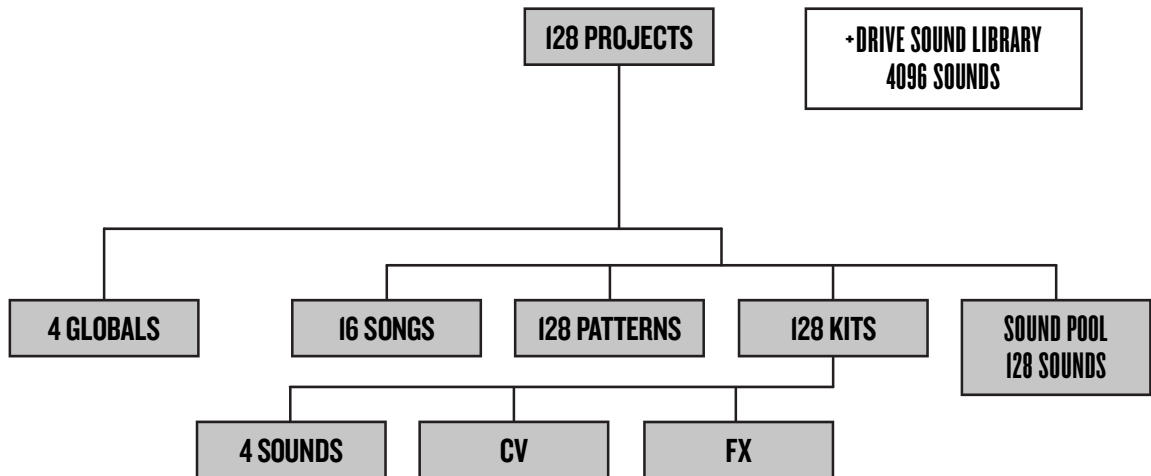 128 PROJECTS
+DRIVE SOUND LIBRARY
4096 SOUNDS
4 GLOBALS
16 SONGS
128 PATTERNS
128 KITS
SOUND POOL
128 SOUNDS
4 SOUNDS
CV
FX